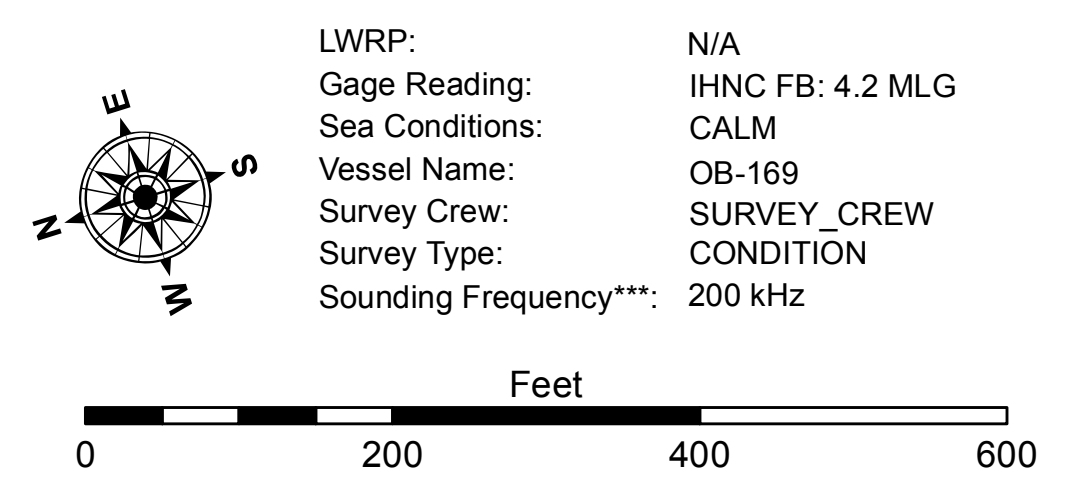 E
S
N
W
LWRP: N/A
Gage Reading: IHNC FB: 4.2 MLG
Sea Conditions: CALM
Vessel Name: OB-169
Survey Crew: SURVEY_CREW
Survey Type: CONDITION
Sounding Frequency***: 200 kHz
Feet
0 200 400 600